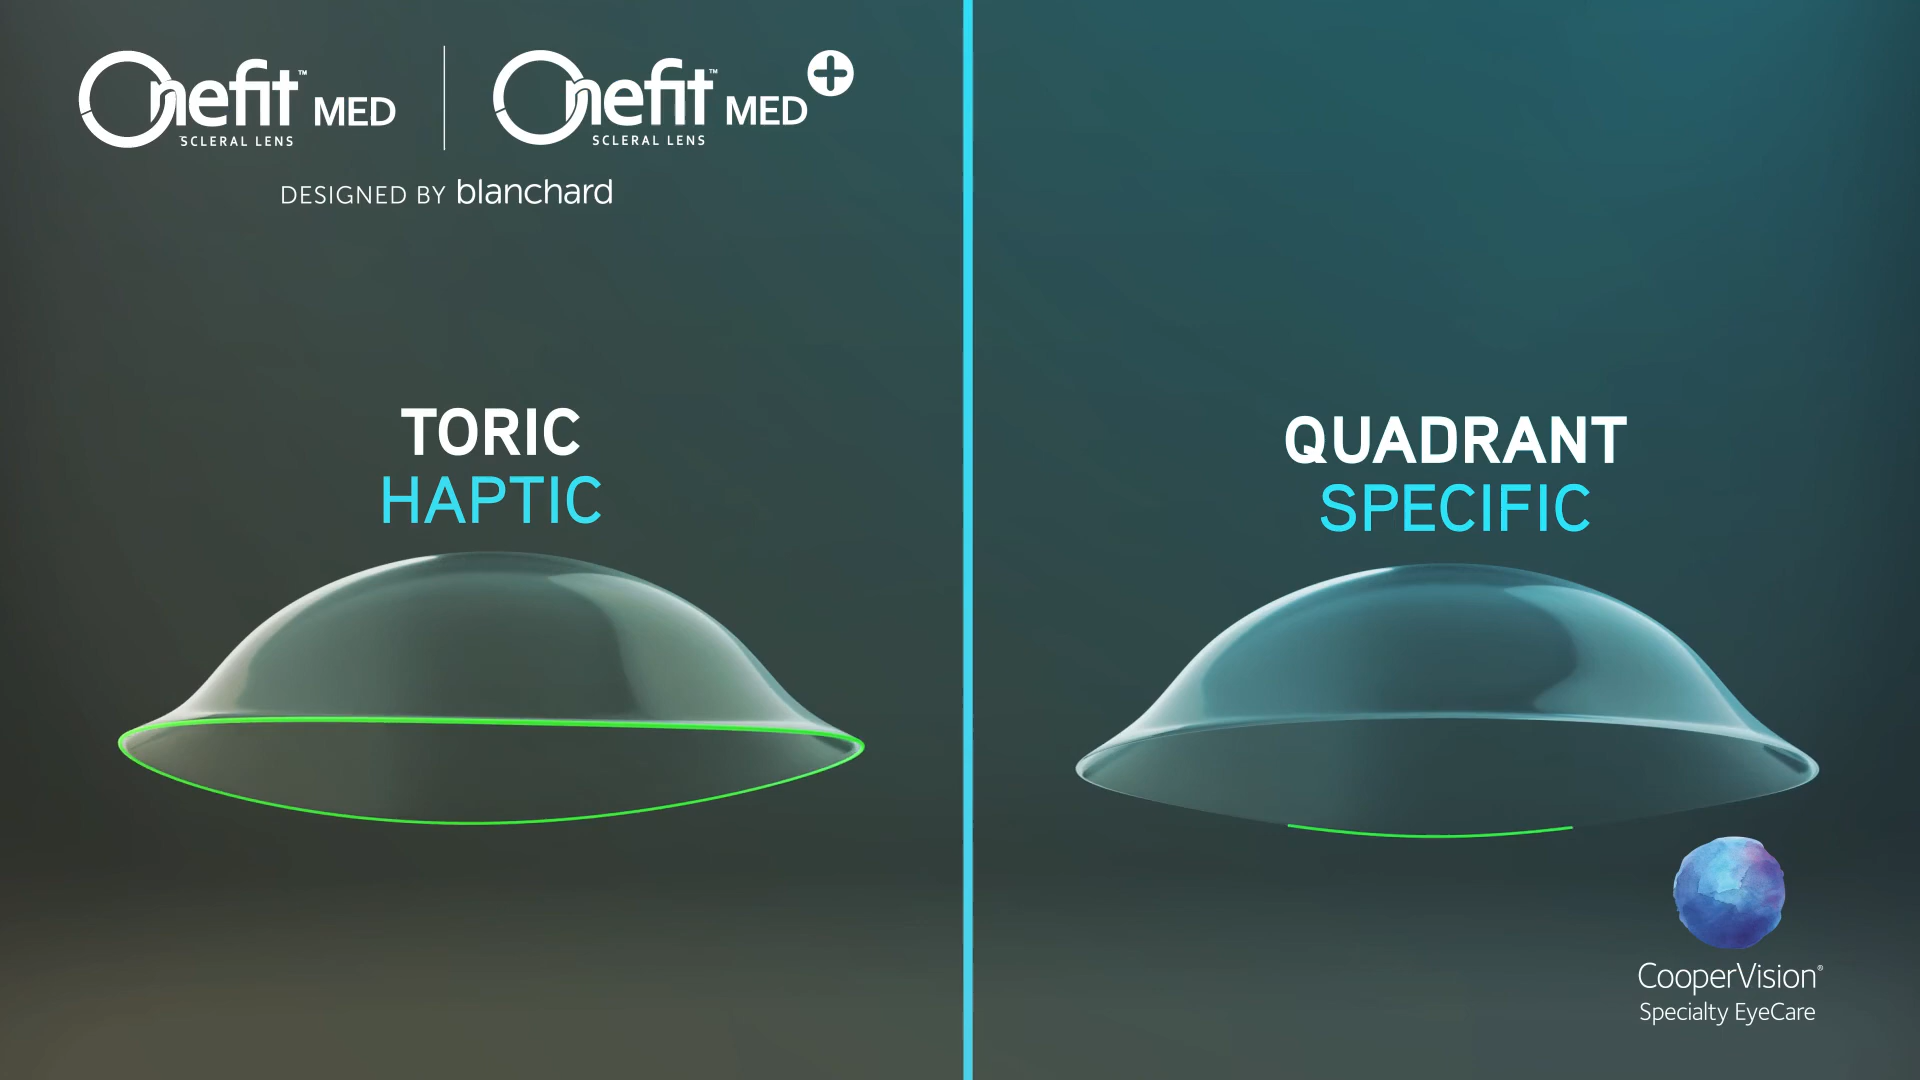 Onefit™ MED
SCLERAL LENS
Onefit™ MED+
SCLERAL LENS
DESIGNED BY blanchard
TORIC
HAPTIC
QUADRANT
SPECIFIC
CooperVision®
Specialty EyeCare